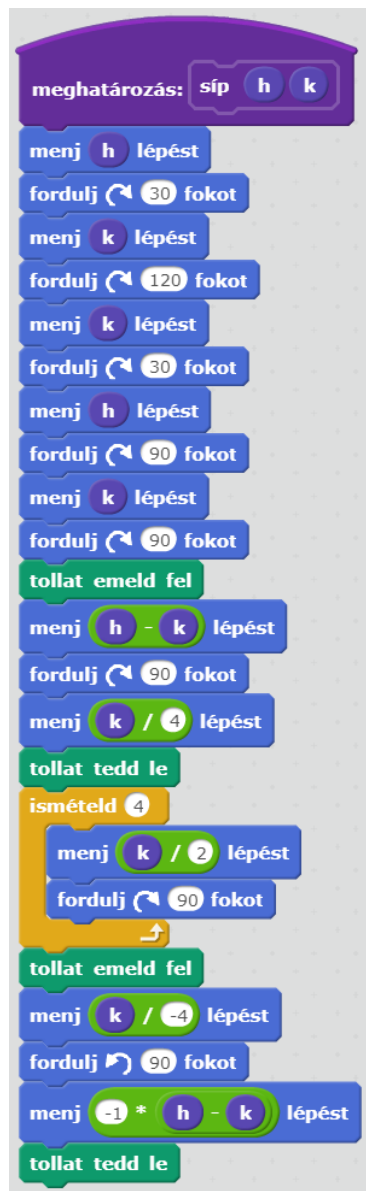 meghatározás: síp h k
menj h lépést
fordulj ↻ 30 fokot
menj k lépést
fordulj ↻ 120 fokot
menj k lépést
fordulj ↻ 30 fokot
menj h lépést
fordulj ↻ 90 fokot
menj k lépést
fordulj ↻ 90 fokot
tollat emeld fel
menj h - k lépést
fordulj ↻ 90 fokot
menj k / 4 lépést
tollat tedd le
ismételd 4
menj k / 2 lépést
fordulj ↻ 90 fokot
tollat emeld fel
menj k / -4 lépést
fordulj ↺ 90 fokot
menj -1 * h - k lépést
tollat tedd le